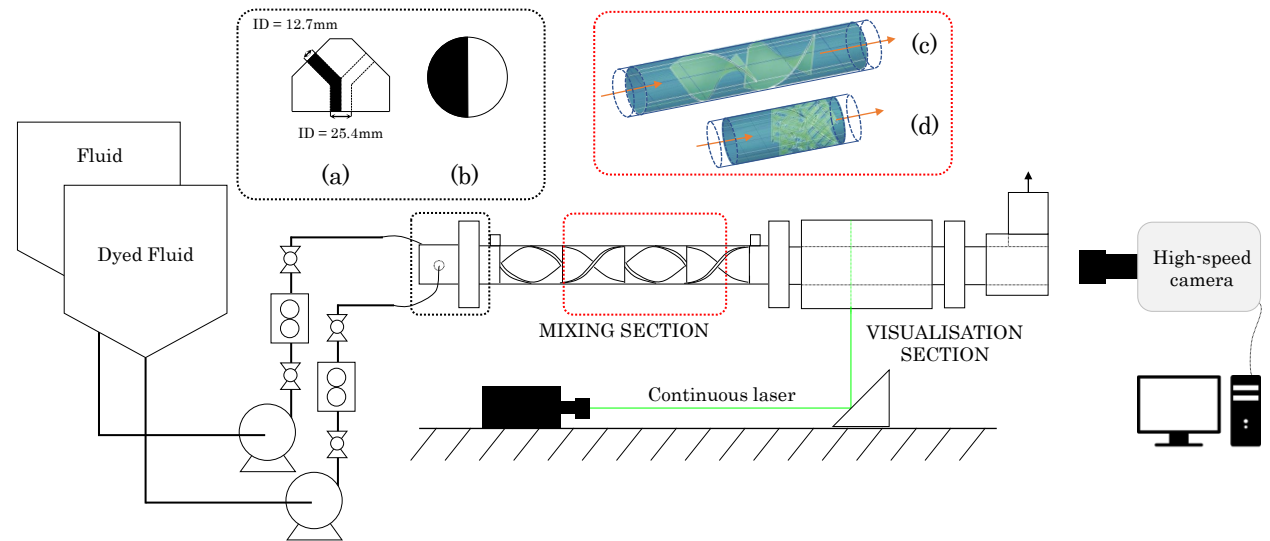 ID = 12.7mm
ID = 25.4mm
(a)
(b)
(c)
(d)
Fluid
Dyed Fluid
MIXING SECTION
VISUALISATION
SECTION
Continuous laser
High-speed
camera